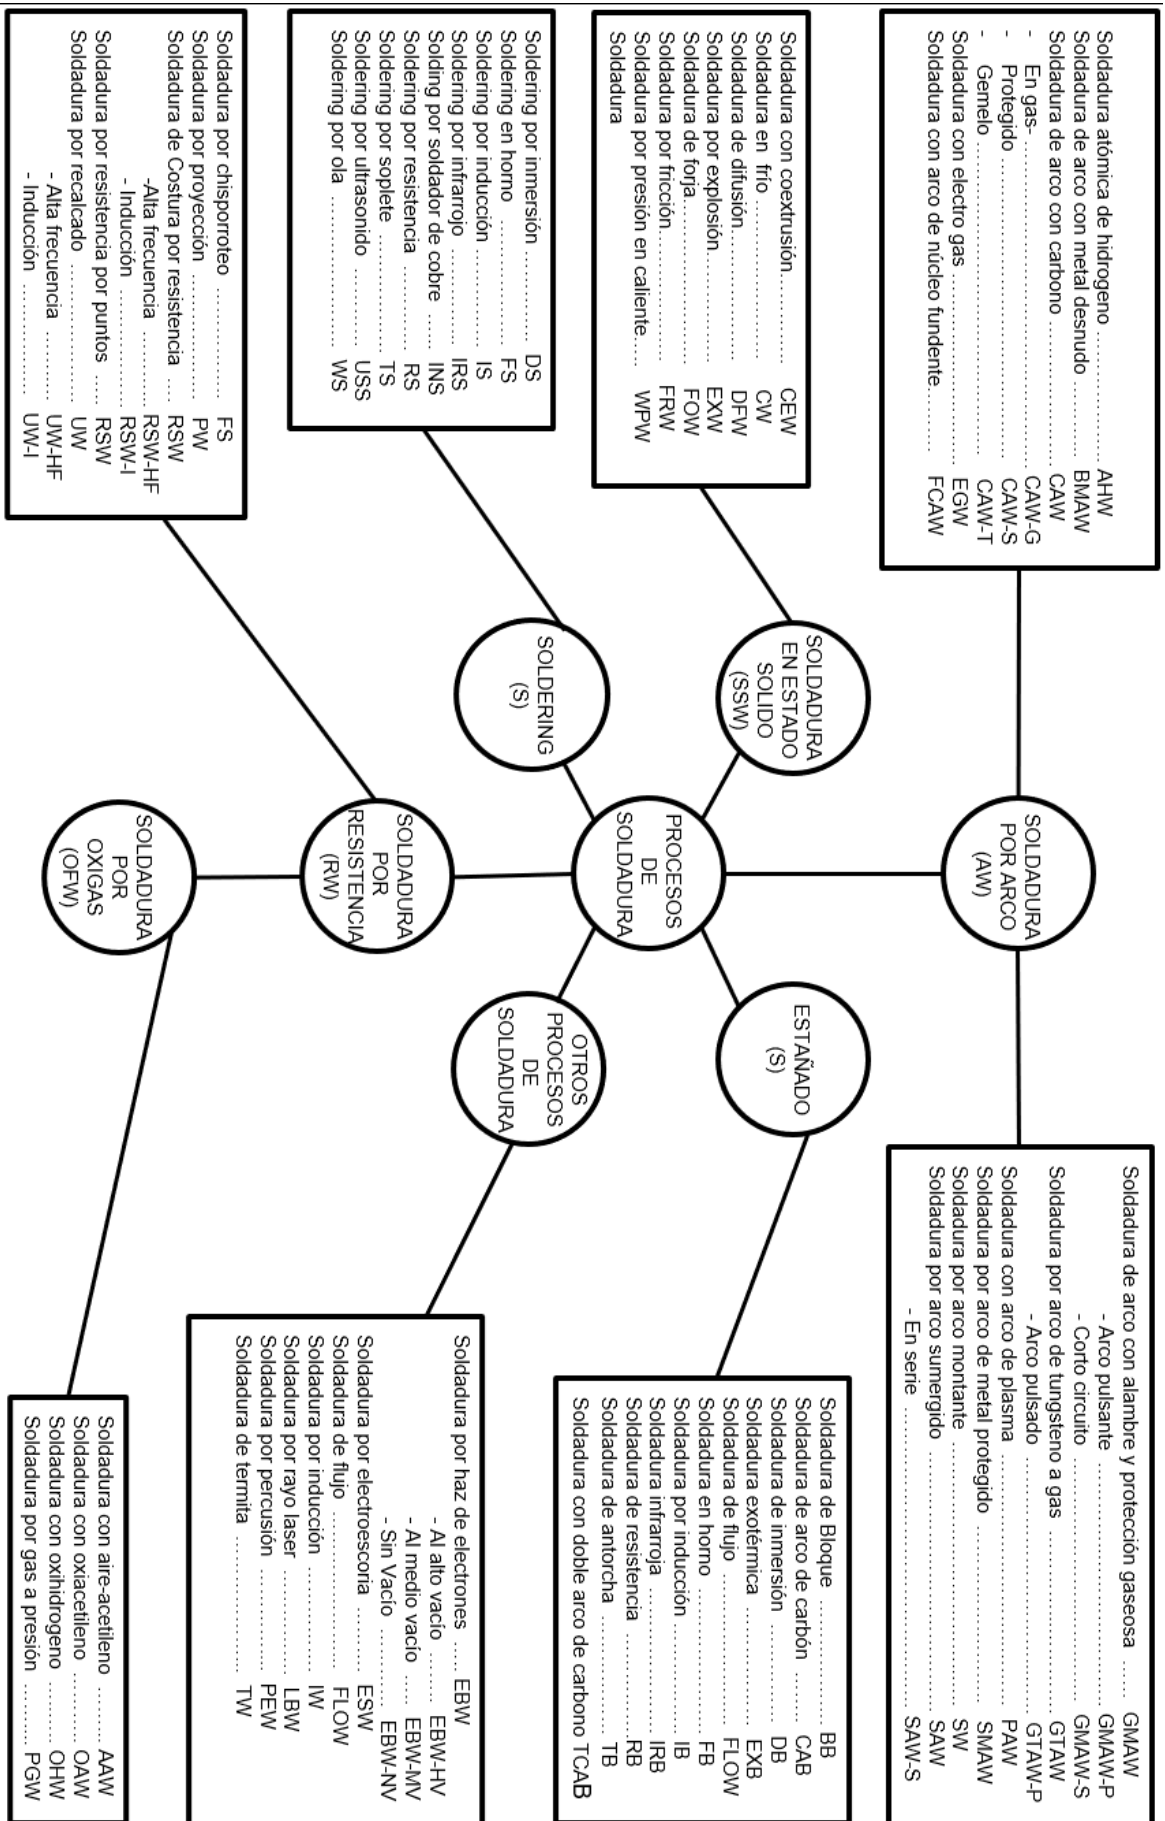 Soldadura atómica de hidrogeno ................ AHW
Soldadura de arco con metal desnudo ... BMAW
Soldadura de arco con carbono ................ CAW
- En gas- ................ CAW-G
- Protegido ................ CAW-S
- Gemelo ................ CAW-T
Soldadura con electro gas ................ EGW
Soldadura con arco de núcleo fundente........ FCAW
SOLDADURA
POR ARCO
(AW)
Soldadura de arco con alambre y protección gaseosa ...... GMAW
- Arco pulsante ................ GMAW-P
- Corto circuito ................ GMAW-S
Soldadura por arco de tungsteno a gas ................ GTAW
- Arco pulsado ................ GTAW-P
Soldadura con arco de plasma ................ PAW
Soldadura por arco de metal protegido ................ SMAW
Soldadura por arco montante ................ SW
Soldadura por arco sumergido ................ SAW
- En serie ................ SAW-S
Soldadura con coextrusión........... CEW
Soldadura en frío ........... CW
Soldadura de difusión........... DFW
Soldadura por explosión........... EXW
Soldadura de forja........... FOW
Soldadura por fricción........... FRW
Soldadura por presión en caliente .... WPW
Soldadura
SOLDADURA
EN ESTADO
SOLIDO
(SSW)
ESTAÑADO
(S)
Soldadura de Bloque ................ BB
Soldadura de arco de carbón ....... CAB
Soldadura de inmersión ............ DB
Soldadura exotérmica ............ EXB
Soldadura de flujo ............ FLOW
Soldadura en horno ............ FB
Soldadura por inducción ............ IB
Soldadura infrarroja ............ IRB
Soldadura de resistencia ............ RB
Soldadura de antorcha ............ TB
Soldadura con doble arco de carbono TCAB
PROCESOS
DE
SOLDADURA
Soldering por inmersión ........... DS
Soldering en horno ........... FS
Soldering por inducción ........... IS
Soldering por infrarrojo ........... IRS
Solding por soldador de cobre ..... INS
Soldering por resistencia ........ RS
Soldering por soplete ........... TS
Soldering por ultrasonido ......... USS
Soldering por ola ................ WS
SOLDERING
(S)
OTROS
PROCESOS
DE
SOLDADURA
Soldadura por haz de electrones .... EBW
- Al alto vacío ........ EBW-HV
- Al medio vacío ..... EBW-MV
- Sin Vacío .......... EBW-NV
Soldadura por electroescoria ........ ESW
Soldadura de flujo ................ FLOW
Soldadura por inducción ............ IW
Soldadura por rayo laser ............ LBW
Soldadura por percusión ............ PEW
Soldadura de termita ................ TW
Soldadura por chisporroteo ............ FS
Soldadura por proyección ............ PW
Soldadura de Costura por resistencia ... RSW
-Alta frecuencia .......... RSW-HF
- Inducción ............ RSW-I
Soldadura por resistencia por puntos .... RSW
Soldadura por recalcado ............ UW
- Alta frecuencia .......... UW-HF
- Inducción ............ UW-I
SOLDADURA
POR
RESISTENCIA
(RW)
SOLDADURA
POR
OXIGAS
(OFW)
Soldadura con aire-acetileno ........ AAW
Soldadura con oxiacetileno .......... OAW
Soldadura con oxihidrogeno ........ OHW
Soldadura por gas a presión ......... PGW